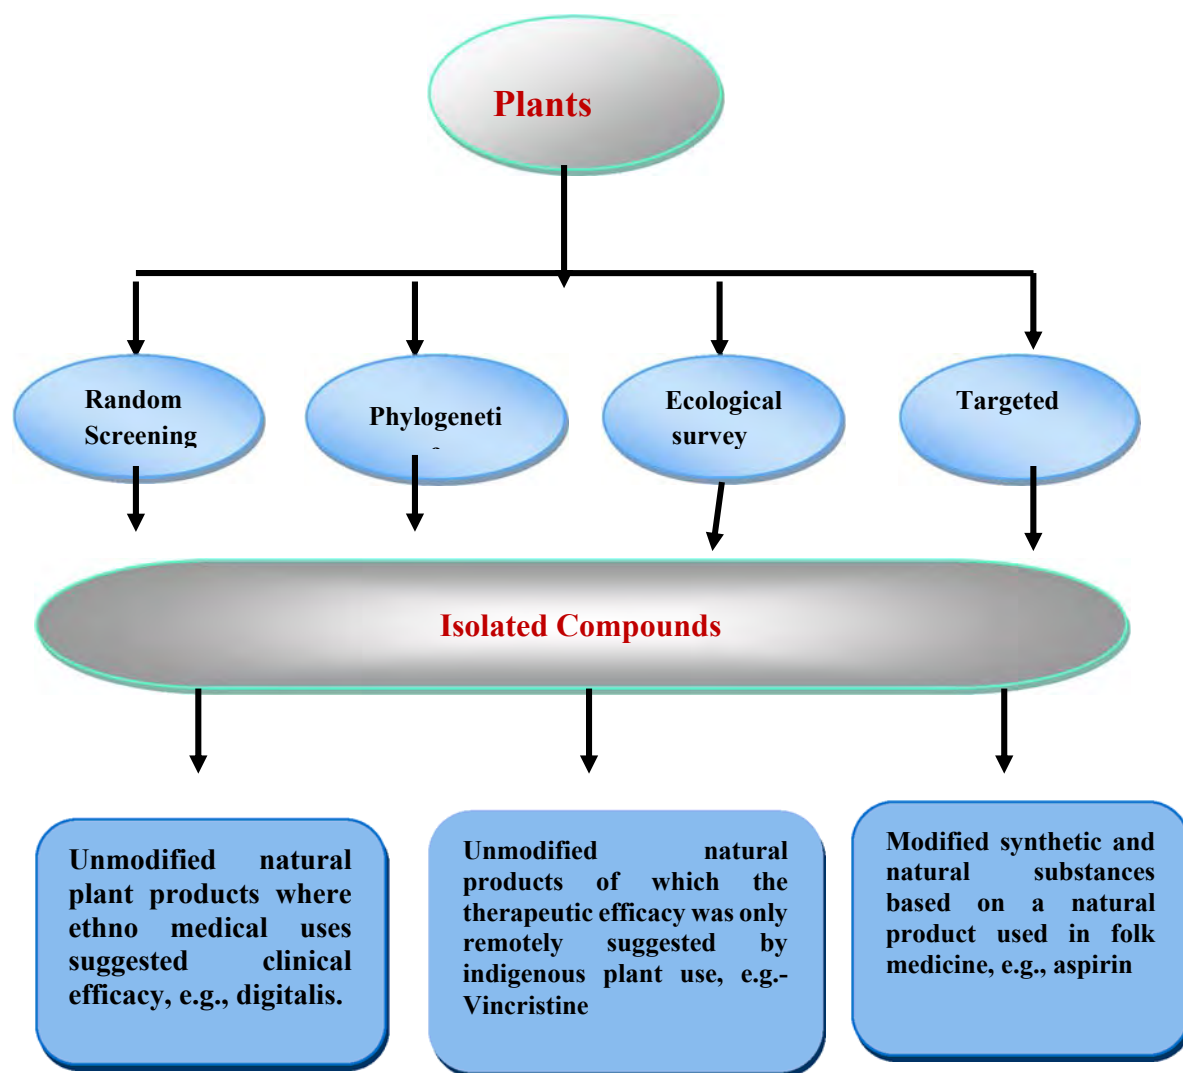 Plants
Random
Screening
Phylogeneti
Ecological
survey
Targeted
Isolated Compounds
Unmodified natural
plant products where
ethno medical uses
suggested clinical
efficacy, e.g., digitalis.
Unmodified natural
products of which the
therapeutic efficacy was only
remotely suggested by
indigenous plant use, e.g.-
Vincristine
Modified synthetic and
natural substances
based on a natural
product used in folk
medicine, e.g., aspirin